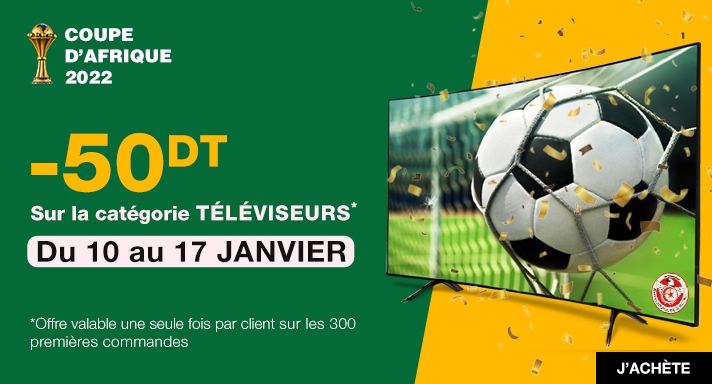 COUPE
D'AFRIQUE
2022
-50DT
Sur la catégorie TÉLÉVISEURS*
Du 10 au 17 JANVIER
*Offre valable une seule fois par client sur les 300
premières commandes
J'ACHÈTE